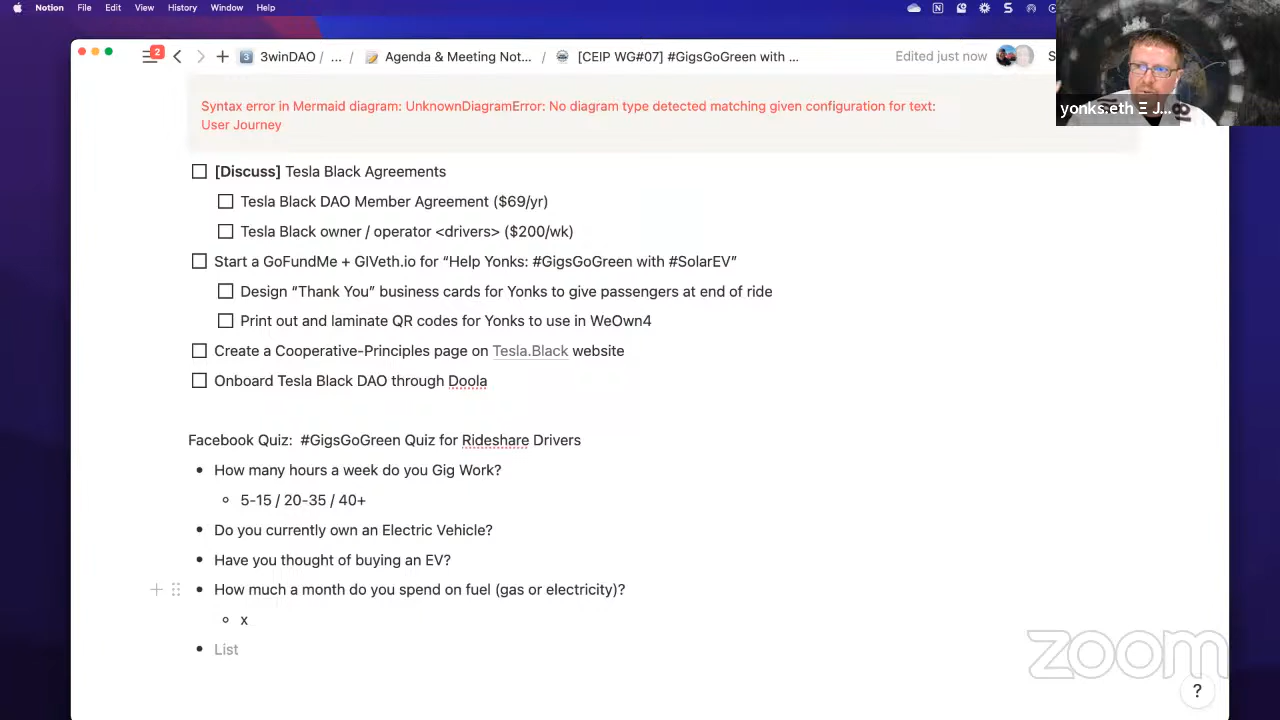 Notion File Edit View History Window Help
2 + 3 3winDAO / ... / Agenda & Meeting Not... / [CEIP WG#07] #GigsGoGreen with ... Edited just now S
yonks.eth Ξ J...
Syntax error in Mermaid diagram: UnknownDiagramError: No diagram type detected matching given configuration for text:
User Journey
[Discuss] Tesla Black Agreements
Tesla Black DAO Member Agreement ($69/yr)
Tesla Black owner / operator <drivers> ($200/wk)
Start a GoFundMe + GIVeth.io for “Help Yonks: #GigsGoGreen with #SolarEV”
Design “Thank You” business cards for Yonks to give passengers at end of ride
Print out and laminate QR codes for Yonks to use in WeOwn4
Create a Cooperative-Principles page on Tesla.Black website
Onboard Tesla Black DAO through Doola
Facebook Quiz: #GigsGoGreen Quiz for Rideshare Drivers
• How many hours a week do you Gig Work?
◦ 5-15 / 20-35 / 40+
• Do you currently own an Electric Vehicle?
• Have you thought of buying an EV?
• How much a month do you spend on fuel (gas or electricity)?
◦ x
• List
zoom
?